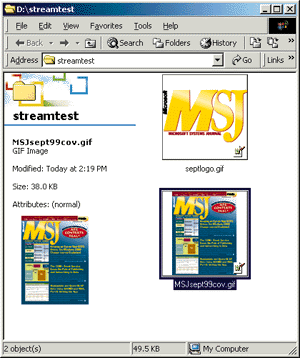 D:\streamtest
File Edit View Favorites Tools Help
Back Search Folders History
Address streamtest Go Links »
streamtest
MSJsept99cov.gif
GIF Image
Modified: Today at 2:19 PM
Size: 38.0 KB
Attributes: (normal)
MSJ
MSJ
MICROSOFT SYSTEMS JOURNAL
septlogo.gif
MSJ
MSJsept99cov.gif
2 object(s) 49.5 KB My Computer